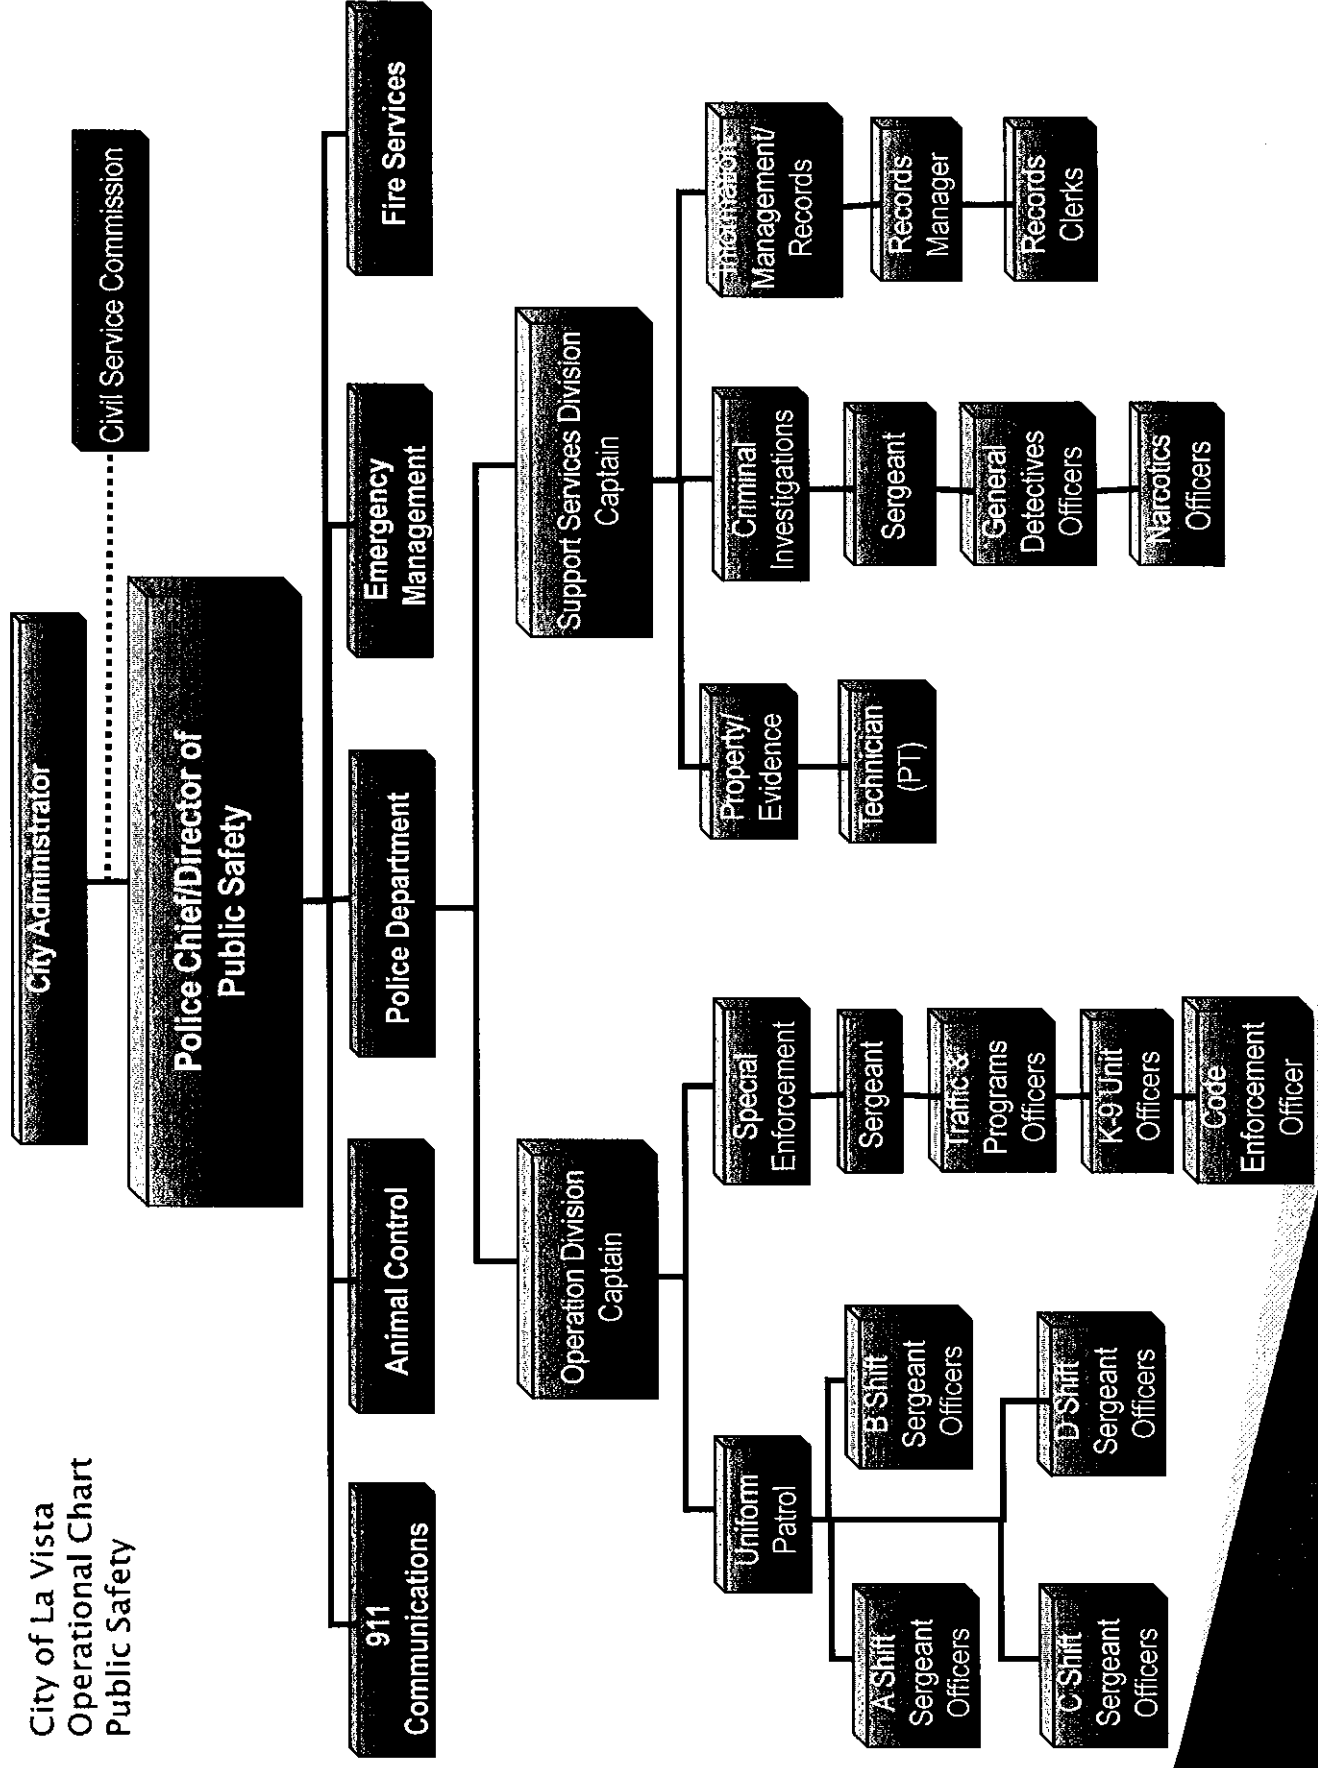 City of La Vista
Operational Chart
Public Safety
City Administrator
Civil Service Commission
Police Chief/Director of
Public Safety
911
Communications
Animal Control
Police Department
Emergency
Management
Fire Services
Operation Division
Captain
Support Services Division
Captain
Uniform
Patrol
Special
Enforcement
Property/
Evidence
Criminal
Investigations
Information
Management/
Records
A Shift
Sergeant
Officers
B Shift
Sergeant
Officers
C Shift
Sergeant
Officers
D Shift
Sergeant
Officers
Sergeant
Traffic &
Programs
Officers
K-9 Unit
Officers
Code
Enforcement
Officer
Technician
(PT)
Sergeant
General
Detectives
Officers
Narcotics
Officers
Records
Manager
Records
Clerks